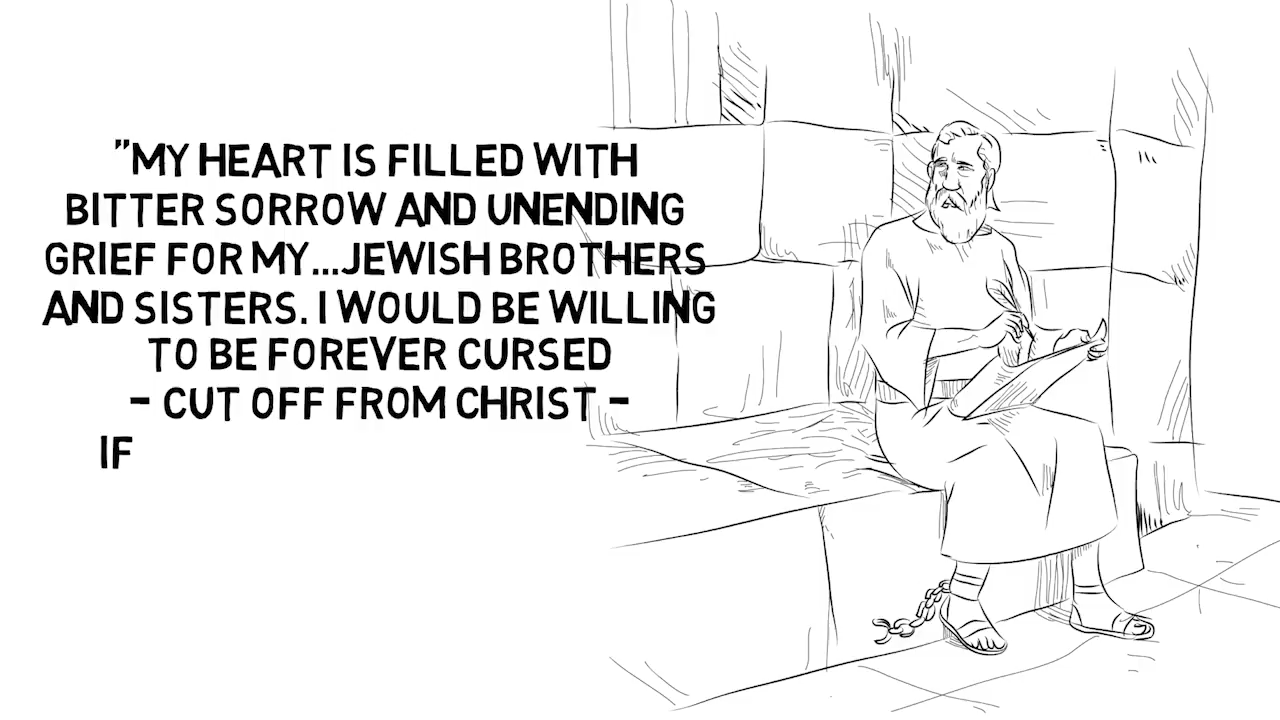 "MY HEART IS FILLED WITH
BITTER SORROW AND UNENDING
GRIEF FOR MY...JEWISH BROTHERS
AND SISTERS. I WOULD BE WILLING
TO BE FOREVER CURSED
- CUT OFF FROM CHRIST -
IF